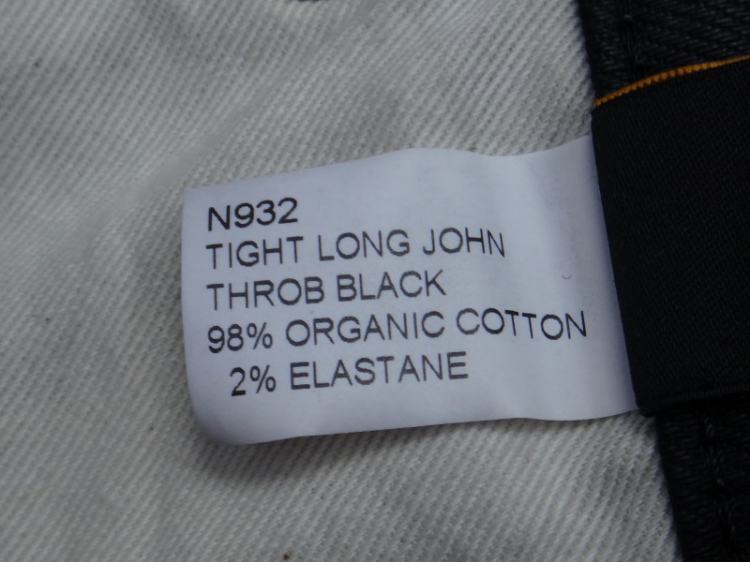 N932
TIGHT LONG JOHN
THROB BLACK
98% ORGANIC COTTON
2% ELASTANE